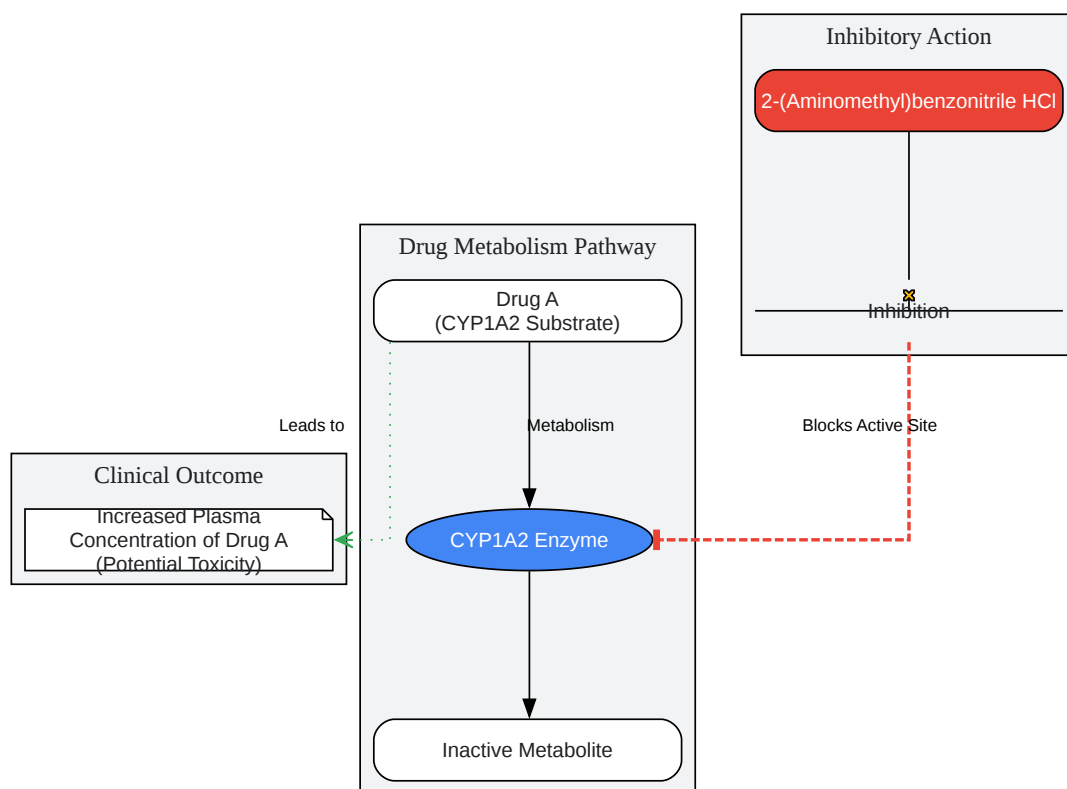 Inhibitory Action
2-(Aminomethyl)benzonitrile HCl
Inhibition
Drug Metabolism Pathway
Drug A
(CYP1A2 Substrate)
Leads to
Metabolism
Blocks Active Site
Clinical Outcome
Increased Plasma
Concentration of Drug A
(Potential Toxicity)
CYP1A2 Enzyme
Inactive Metabolite